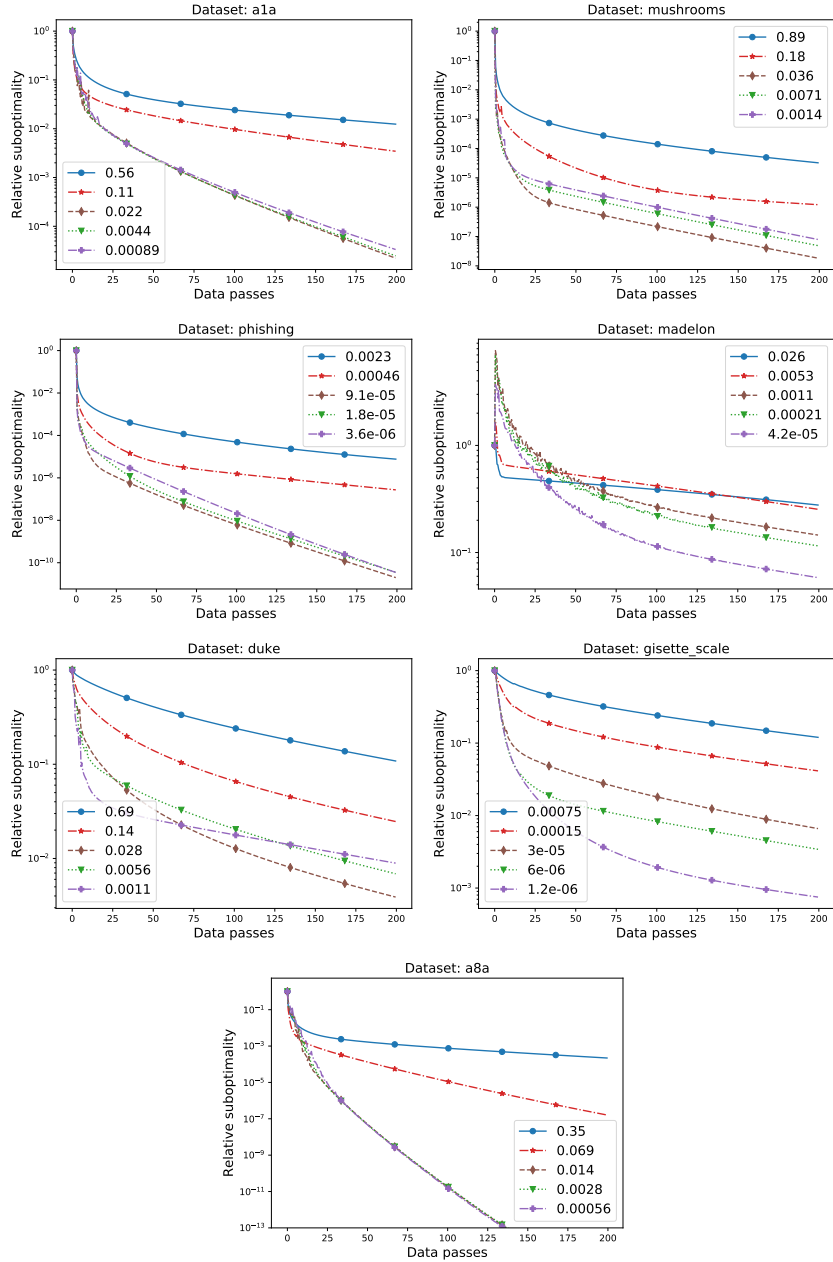 Dataset: a1a
Relative suboptimality
10^0
10^-1
10^-2
10^-3
10^-4
0.56
0.11
0.022
0.0044
0.00089
0 25 50 75 100 125 150 175 200
Data passes
Dataset: mushrooms
Relative suboptimality
10^0
10^-1
10^-2
10^-3
10^-4
10^-5
10^-6
10^-7
10^-8
0.89
0.18
0.036
0.0071
0.0014
0 25 50 75 100 125 150 175 200
Data passes
Dataset: phishing
Relative suboptimality
10^0
10^-2
10^-4
10^-6
10^-8
10^-10
0.0023
0.00046
9.1e-05
1.8e-05
3.6e-06
0 25 50 75 100 125 150 175 200
Data passes
Dataset: madelon
Relative suboptimality
10^0
10^-1
0.026
0.0053
0.0011
0.00021
4.2e-05
0 25 50 75 100 125 150 175 200
Data passes
Dataset: duke
Relative suboptimality
10^0
10^-1
10^-2
0.69
0.14
0.028
0.0056
0.0011
0 25 50 75 100 125 150 175 200
Data passes
Dataset: gisette_scale
Relative suboptimality
10^0
10^-1
10^-2
10^-3
0.00075
0.00015
3e-05
6e-06
1.2e-06
0 25 50 75 100 125 150 175 200
Data passes
Dataset: a8a
Relative suboptimality
10^-1
10^-3
10^-5
10^-7
10^-9
10^-11
10^-13
0.35
0.069
0.014
0.0028
0.00056
0 25 50 75 100 125 150 175 200
Data passes